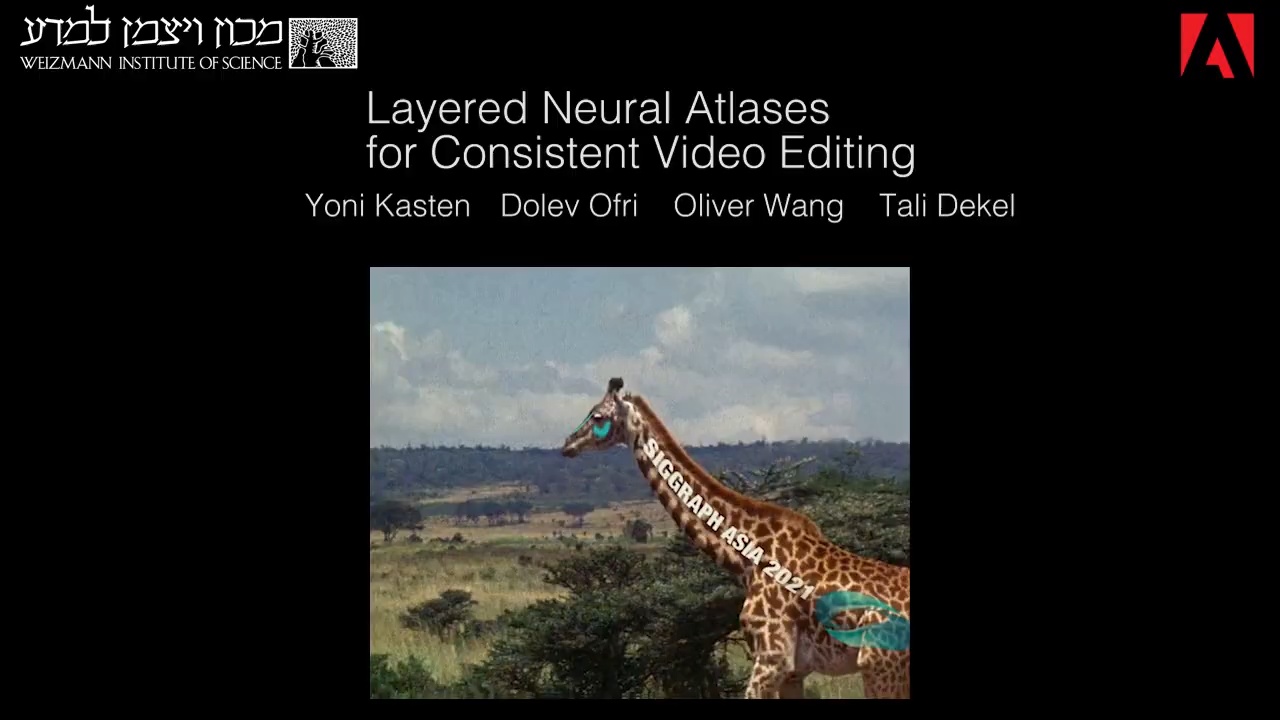 מכון ויצמן למדע
WEIZMANN INSTITUTE OF SCIENCE
Layered Neural Atlases
for Consistent Video Editing
Yoni Kasten Dolev Ofri Oliver Wang Tali Dekel
SIGGRAPH ASIA 2021